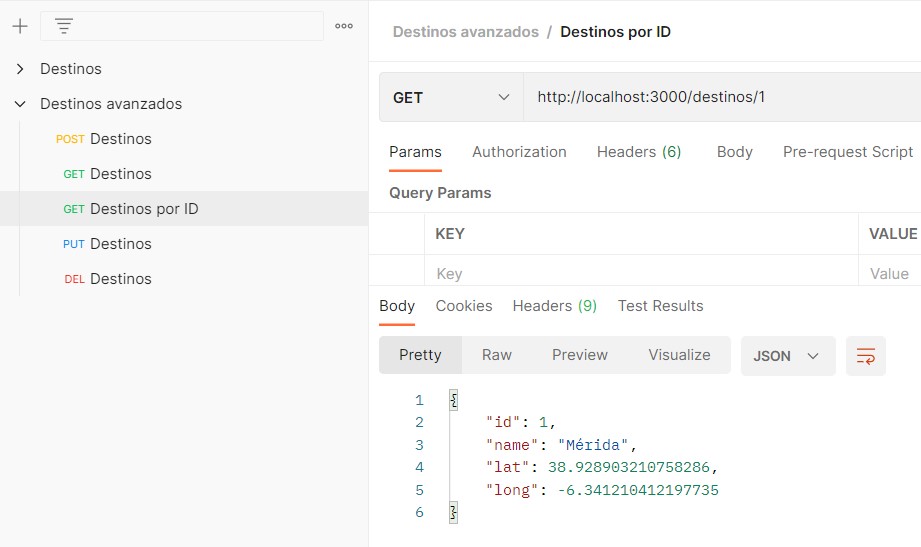 Destinos
Destinos avanzados
POST Destinos
GET Destinos
GET Destinos por ID
PUT Destinos
DEL Destinos
Destinos avanzados / Destinos por ID
GET http://localhost:3000/destinos/1
Params Authorization Headers (6) Body Pre-request Script
Query Params
KEY VALUE
Key Value
Body Cookies Headers (9) Test Results
Pretty Raw Preview Visualize JSON
1 {
2 "id": 1,
3 "name": "Mérida",
4 "lat": 38.928903210758286,
5 "long": -6.341210412197735
6 }